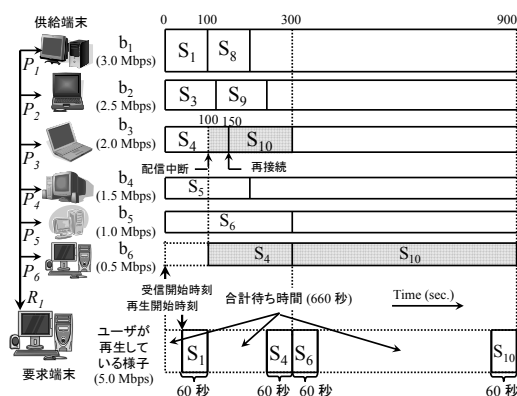 供給端末
0 100 300 900
P1
b1
(3.0 Mbps)
S1 S8
P2
b2
(2.5 Mbps)
S3 S9
100 150
P3
b3
(2.0 Mbps)
S4 S10
配信中断
再接続
P4
b4
(1.5 Mbps)
S5
P5
b5
(1.0 Mbps)
S6
P6
b6
(0.5 Mbps)
S4 S10
R1
受信開始時刻
再生開始時刻
合計待ち時間 (660 秒)
Time (sec.)
ユーザが
再生して
いる様子
(5.0 Mbps)
要求端末
S1 S4 S6 S10
60 秒 60 秒 60 秒 60 秒